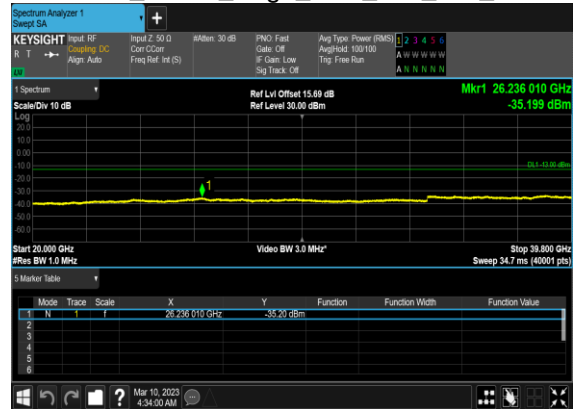 Spectrum Analyzer 1
Swept SA
+
KEYSIGHT Input: RF Input Z: 50 Ω #Atten: 30 dB PNO: Fast Avg Type: Power (RMS) 1 2 3 4 5 6
R T Coupling: DC Corr CCorr Gate: Off Avg|Hold: 100/100 A W W W W W
Align: Auto Freq Ref: Int (S) IF Gain: Low Trig: Free Run
Sig Track: Off A N N N N N
LW
1 Spectrum Ref Lvl Offset 15.69 dB Mkr1 26.236 010 GHz
Scale/Div 10 dB Ref Level 30.00 dBm -35.199 dBm
Log
20.0
10.0
0.00
-10.0
DL1 -13.00 dBm
-20.0
-30.0
1
-40.0
-50.0
-60.0
Start 20.000 GHz Video BW 3.0 MHz* Stop 39.800 GHz
#Res BW 1.0 MHz Sweep 34.7 ms (40001 pts)
5 Marker Table
Mode Trace Scale X Y Function Function Width Function Value
1 N 1 f 26.236 010 GHz -35.20 dBm
2
3
4
5
6
? Mar 10, 2023
4:34:00 AM